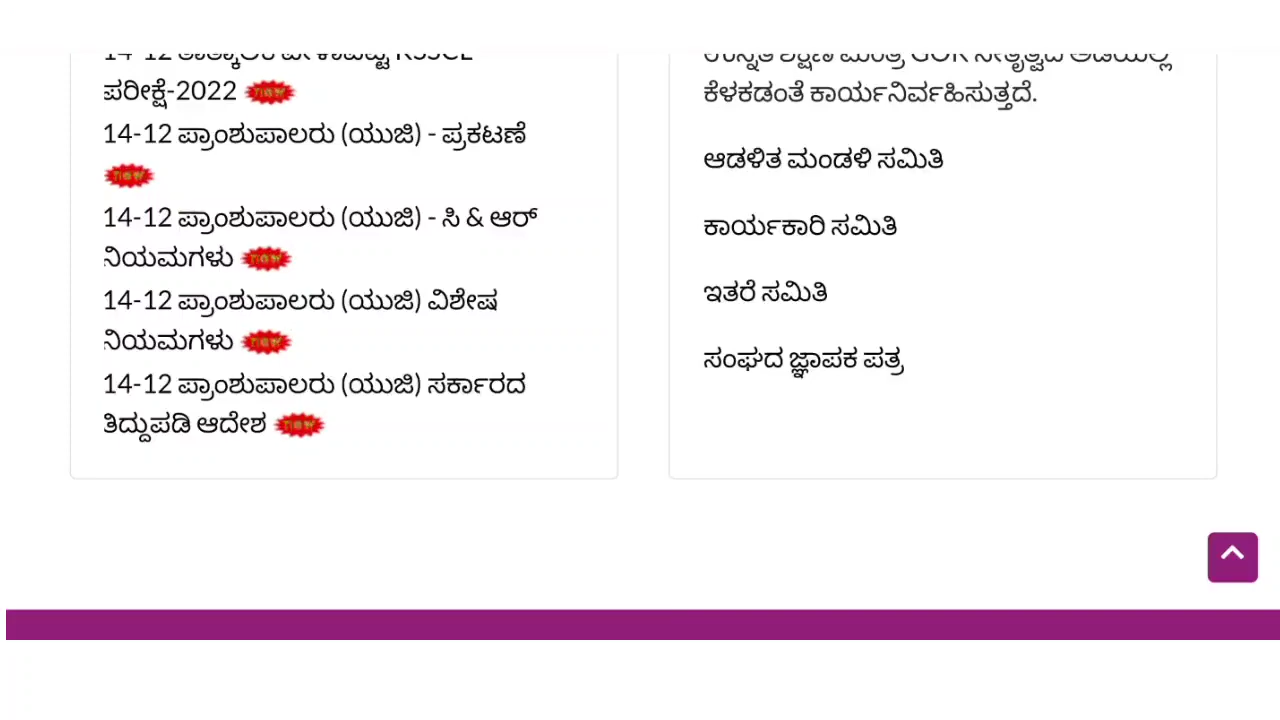 ಪರೀಕ್ಷೆ-2022 new
14-12 ಪ್ರಾಂಶುಪಾಲರು (ಯುಜಿ) - ಪ್ರಕಟಣೆ
new
14-12 ಪ್ರಾಂಶುಪಾಲರು (ಯುಜಿ) - ಸಿ & ಆರ್
ನಿಯಮಗಳು new
14-12 ಪ್ರಾಂಶುಪಾಲರು (ಯುಜಿ) ವಿಶೇಷ
ನಿಯಮಗಳು new
14-12 ಪ್ರಾಂಶುಪಾಲರು (ಯುಜಿ) ಸರ್ಕಾರದ
ತಿದ್ದುಪಡಿ ಆದೇಶ new
ಕೆಳಕಡಂತೆ ಕಾರ್ಯನಿರ್ವಹಿಸುತ್ತದೆ.
ಆಡಳಿತ ಮಂಡಳಿ ಸಮಿತಿ
ಕಾರ್ಯಕಾರಿ ಸಮಿತಿ
ಇತರೆ ಸಮಿತಿ
ಸಂಘದ ಜ್ಞಾಪಕ ಪತ್ರ